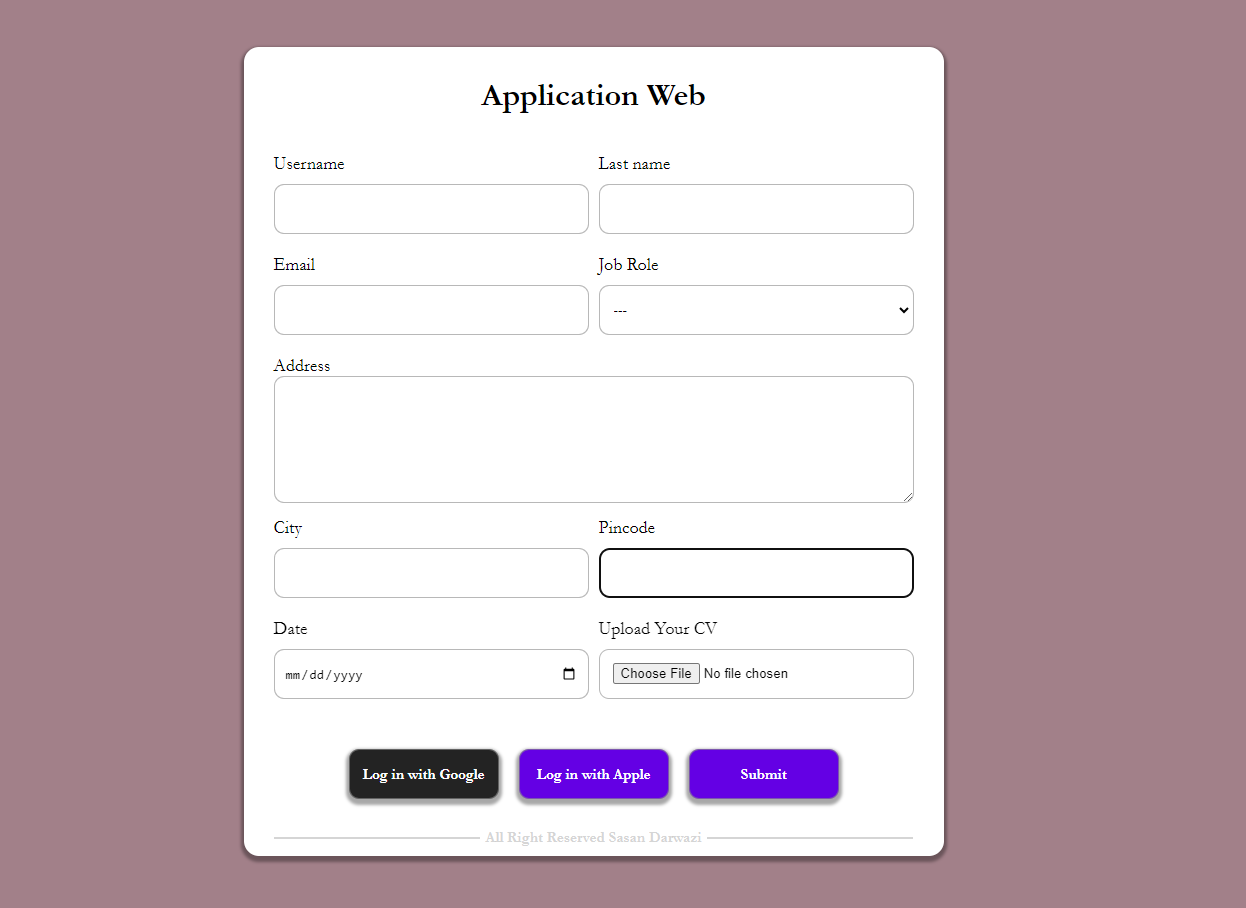 Application Web
Username Last name
Email Job Role
---
Address
City Pincode
Date Upload Your CV
mm/dd/yyyy Choose File No file chosen
Log in with Google Log in with Apple Submit
All Right Reserved Sasan Darwazi